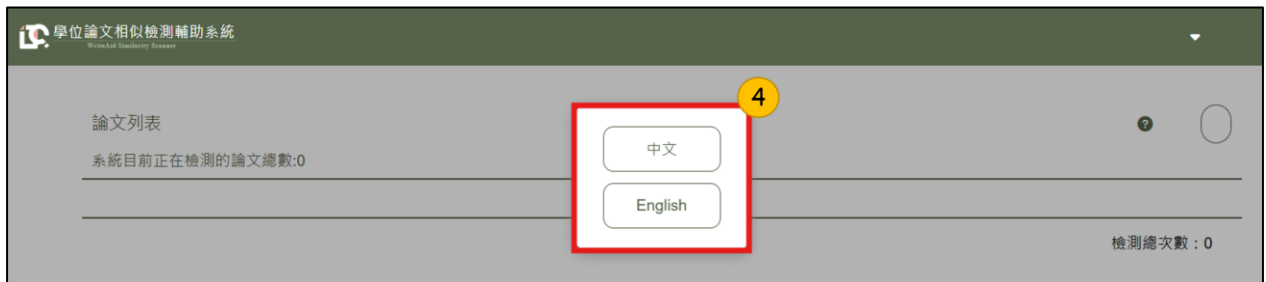 學位論文相似檢測輔助系統
WriteAid Similarity Scanner
4
論文列表
?
系統目前正在檢測的論文總數:0
中文
English
檢測總次數：0